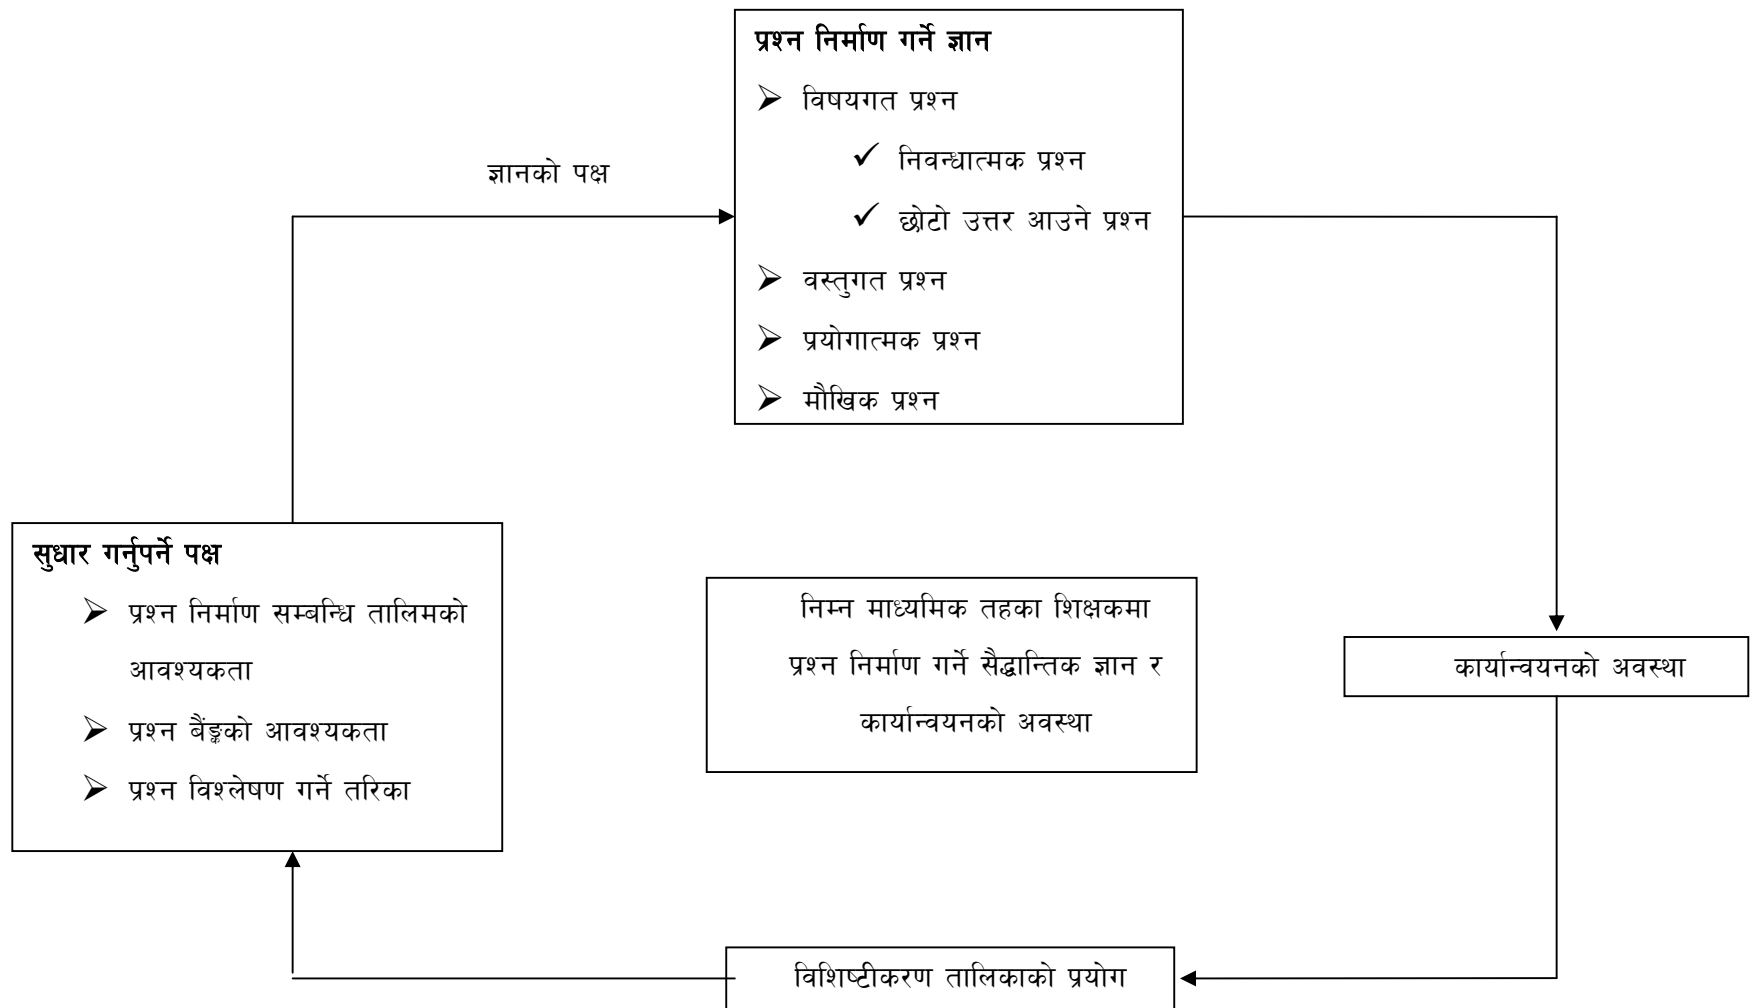 प्रश्न निर्माण गर्ने ज्ञान
➢ विषयगत प्रश्न
✓ निवन्धात्मक प्रश्न
✓ छोटो उत्तर आउने प्रश्न
➢ वस्तुगत प्रश्न
➢ प्रयोगात्मक प्रश्न
➢ मौखिक प्रश्न
ज्ञानको पक्ष
सुधार गर्नुपर्ने पक्ष
➢ प्रश्न निर्माण सम्बन्धि तालिमको
आवश्यकता
➢ प्रश्न बैंङ्कको आवश्यकता
➢ प्रश्न विश्लेषण गर्ने तरिका
निम्न माध्यमिक तहका शिक्षकमा
प्रश्न निर्माण गर्ने सैद्धान्तिक ज्ञान र
कार्यान्वयनको अवस्था
कार्यान्वयनको अवस्था
विशिष्टीकरण तालिकाको प्रयोग